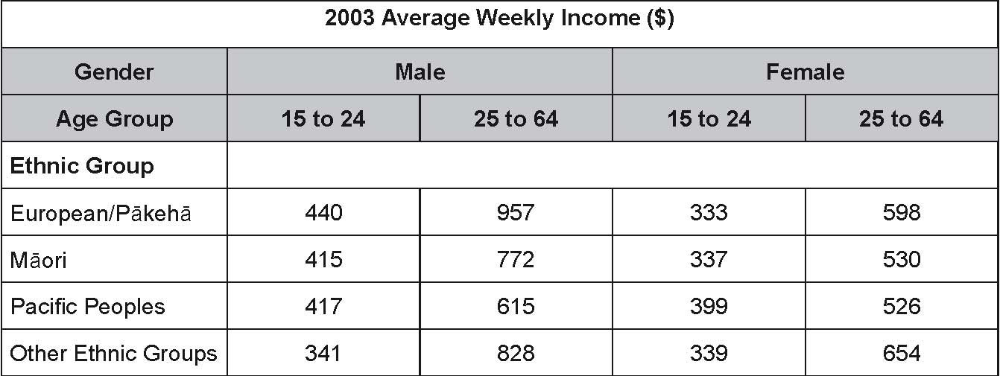 2003 Average Weekly Income ($)
Gender Male Female
Age Group 15 to 24 25 to 64 15 to 24 25 to 64
Ethnic Group
European/Pākehā 440 957 333 598
Māori 415 772 337 530
Pacific Peoples 417 615 399 526
Other Ethnic Groups 341 828 339 654